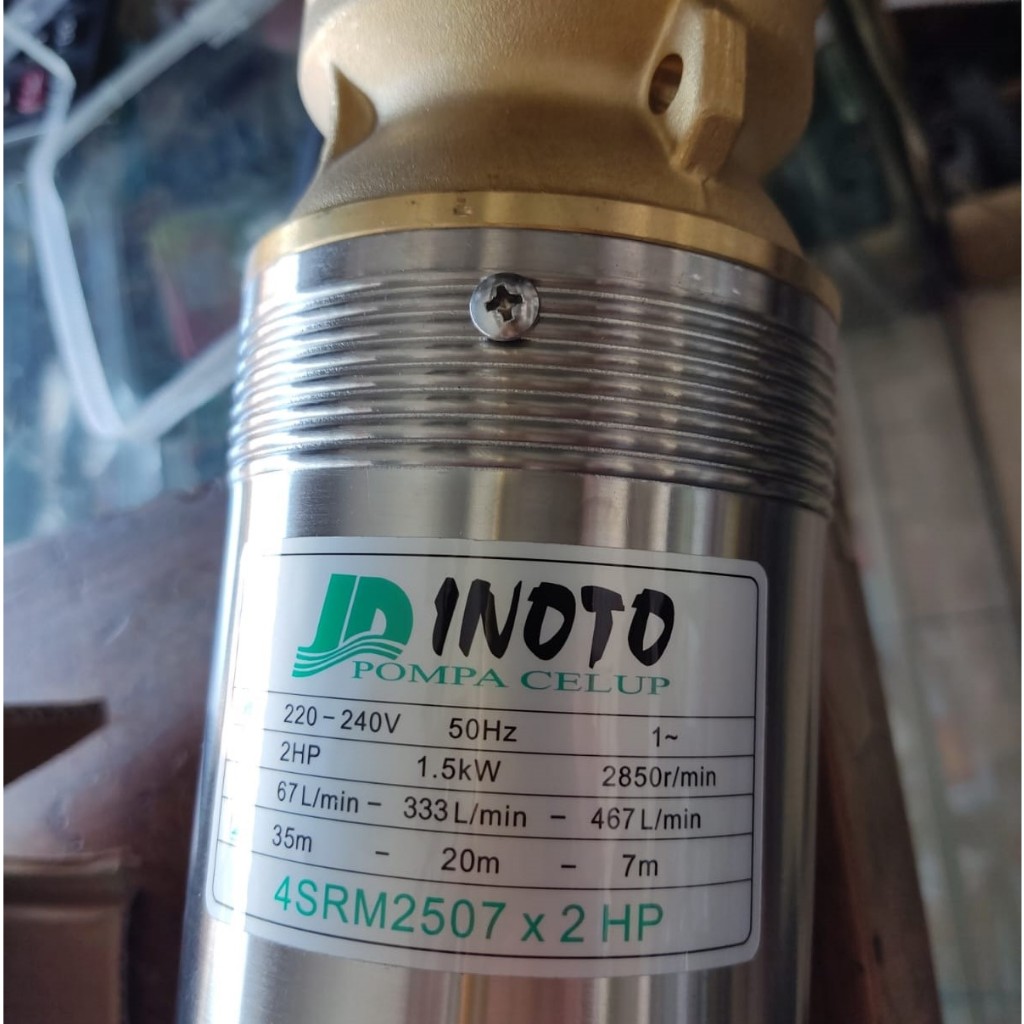 JD INOTO
POMPA CELUP
220-240V 50Hz 1~
2HP 1.5kW 2850r/min
67L/min - 333L/min - 467L/min
35m - 20m - 7m
4SRM2507 x 2 HP